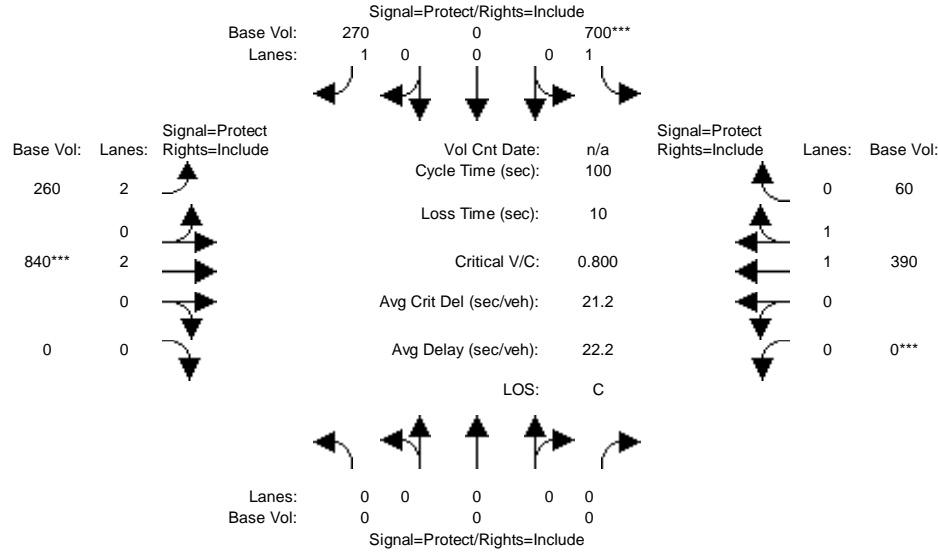 Signal=Protect/Rights=Include
Base Vol: 270 0 700***
Lanes: 1 0 0 0 1
Signal=Protect
Rights=Include
Base Vol: Lanes:
260 2
0
840*** 2
0
0 0
Vol Cnt Date: n/a
Cycle Time (sec): 100
Loss Time (sec): 10
Critical V/C: 0.800
Avg Crit Del (sec/veh): 21.2
Avg Delay (sec/veh): 22.2
LOS: C
Signal=Protect
Rights=Include
Lanes: Base Vol:
0 60
1
1 390
0
0 0***
Lanes: 0 0 0 0 0
Base Vol: 0 0 0
Signal=Protect/Rights=Include